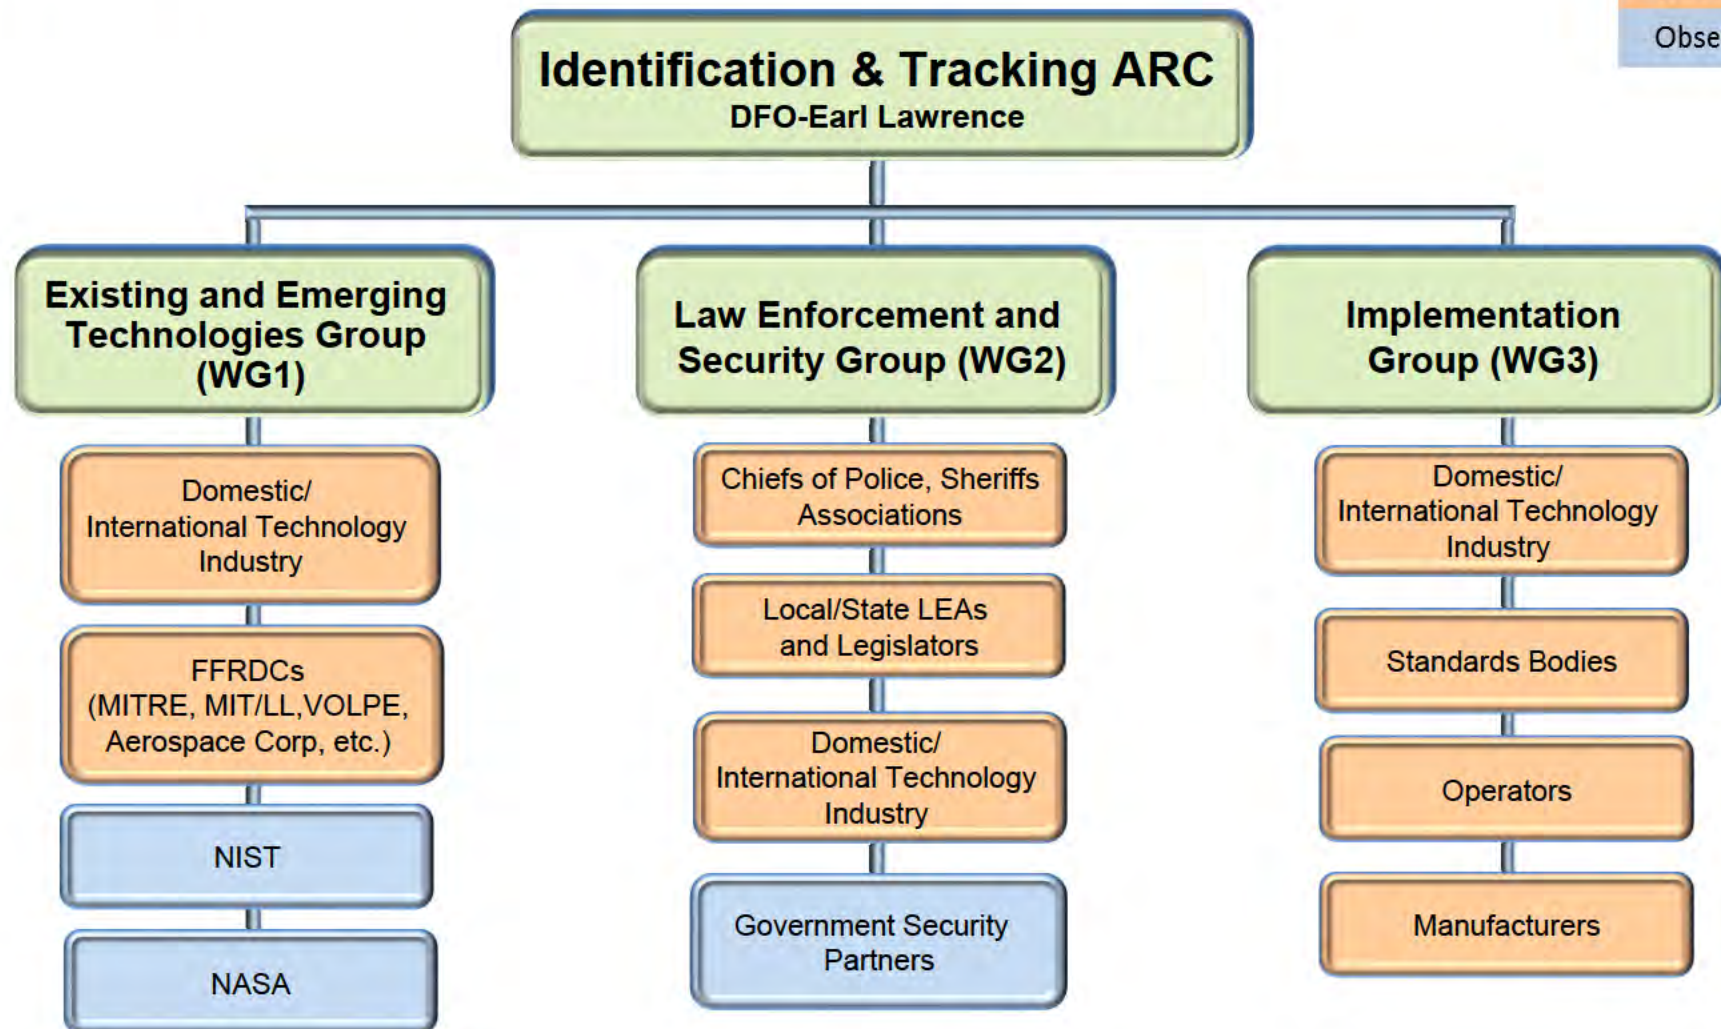 Obse
Identification & Tracking ARC
DFO-Earl Lawrence
Existing and Emerging
Technologies Group
(WG1)
Domestic/
International Technology
Industry
FFRDCs
(MITRE, MIT/LL,VOLPE,
Aerospace Corp, etc.)
NIST
NASA
Law Enforcement and
Security Group (WG2)
Chiefs of Police, Sheriffs
Associations
Local/State LEAs
and Legislators
Domestic/
International Technology
Industry
Government Security
Partners
Implementation
Group (WG3)
Domestic/
International Technology
Industry
Standards Bodies
Operators
Manufacturers